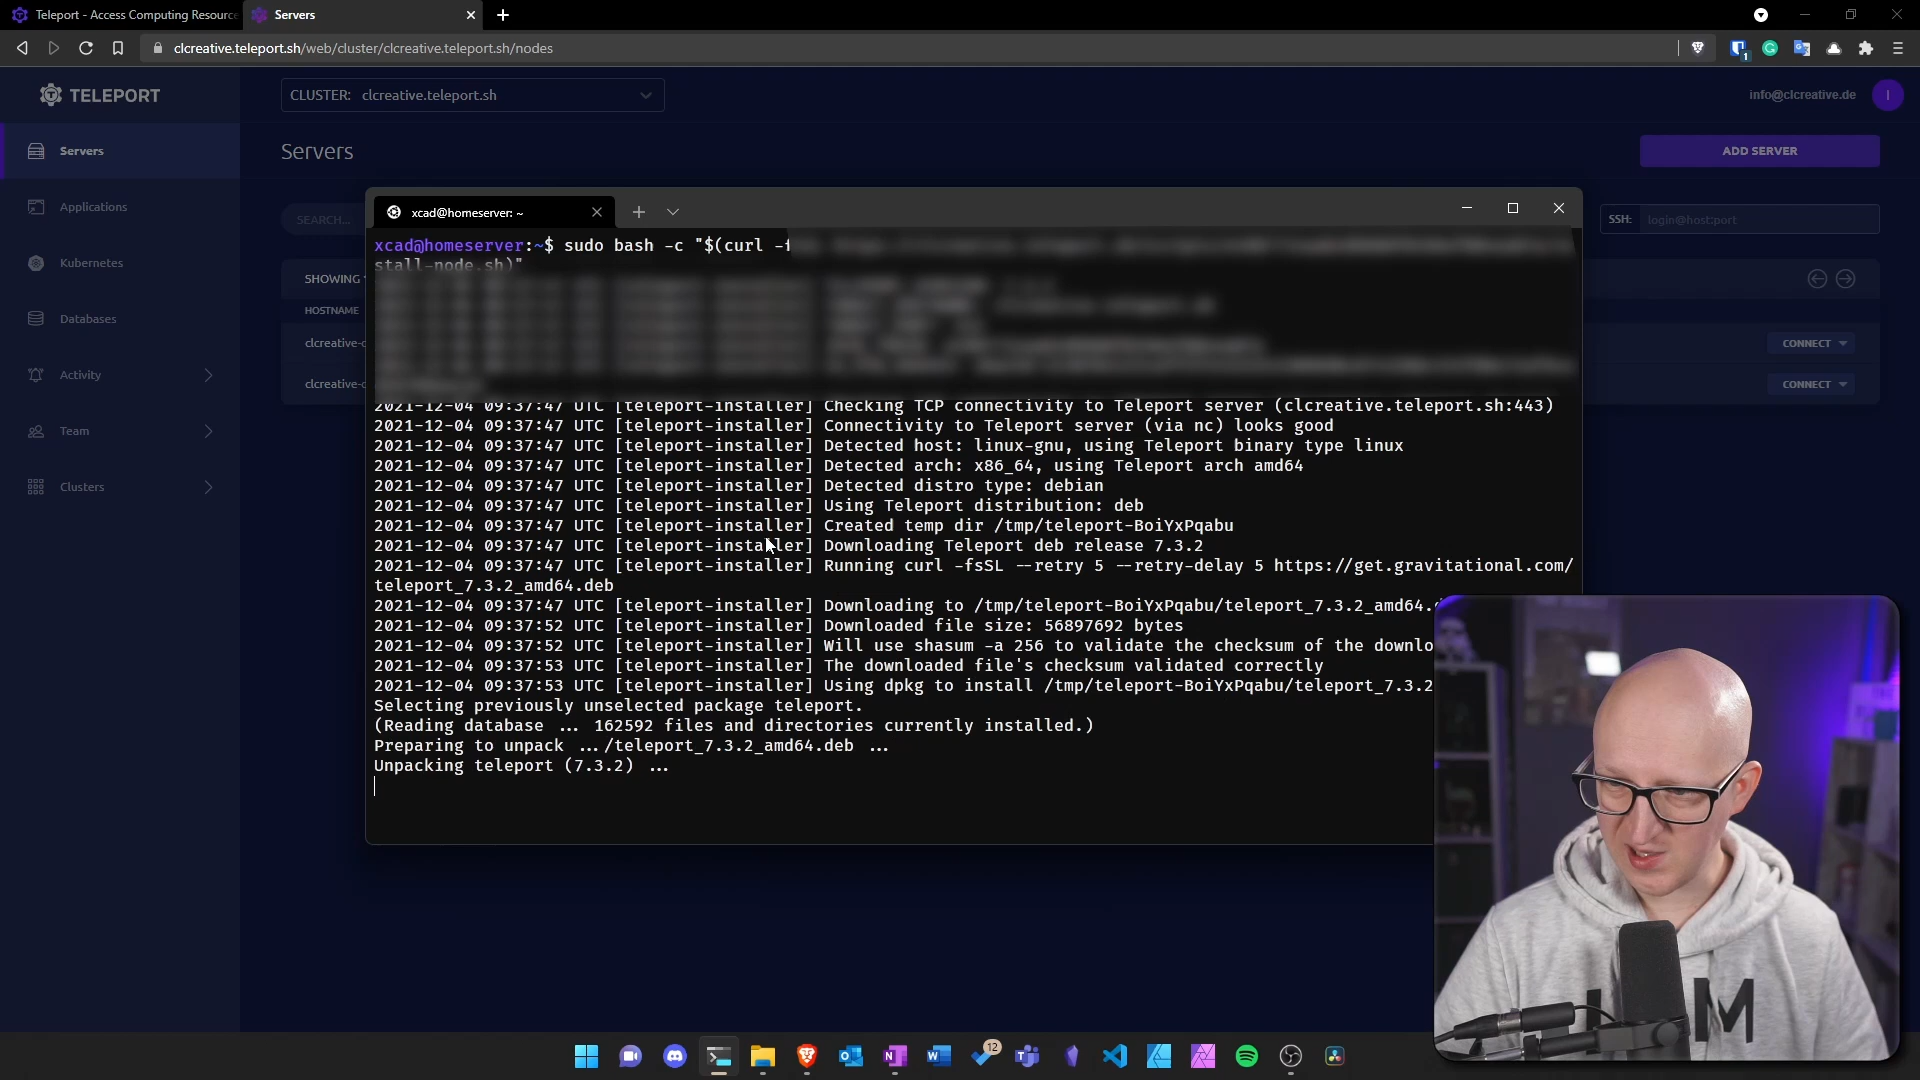 Teleport - Access Computing Resource
Servers
clcreative.teleport.sh/web/cluster/clcreative.teleport.sh/nodes
1
TELEPORT
CLUSTER: clcreative.teleport.sh
info@clcreative.de
I
Servers
Applications
Kubernetes
Databases
Activity
Team
Clusters
Servers
ADD SERVER
SEARCH...
SSH: login@host:port
SHOWING
HOSTNAME
clcreative-
CONNECT
clcreative-
CONNECT
xcad@homeserver: ~
xcad@homeserver:~$ sudo bash -c "$(curl -f
stall-node.sh)"
2021-12-04 09:37:47 UTC [teleport-installer] Checking TCP connectivity to Teleport server (clcreative.teleport.sh:443)
2021-12-04 09:37:47 UTC [teleport-installer] Connectivity to Teleport server (via nc) looks good
2021-12-04 09:37:47 UTC [teleport-installer] Detected host: linux-gnu, using Teleport binary type linux
2021-12-04 09:37:47 UTC [teleport-installer] Detected arch: x86_64, using Teleport arch amd64
2021-12-04 09:37:47 UTC [teleport-installer] Detected distro type: debian
2021-12-04 09:37:47 UTC [teleport-installer] Using Teleport distribution: deb
2021-12-04 09:37:47 UTC [teleport-installer] Created temp dir /tmp/teleport-BoiYxPqabu
2021-12-04 09:37:47 UTC [teleport-installer] Downloading Teleport deb release 7.3.2
2021-12-04 09:37:47 UTC [teleport-installer] Running curl -fsSL --retry 5 --retry-delay 5 https://get.gravitational.com/
teleport_7.3.2_amd64.deb
2021-12-04 09:37:47 UTC [teleport-installer] Downloading to /tmp/teleport-BoiYxPqabu/teleport_7.3.2_amd64.
2021-12-04 09:37:52 UTC [teleport-installer] Downloaded file size: 56897692 bytes
2021-12-04 09:37:52 UTC [teleport-installer] Will use shasum -a 256 to validate the checksum of the downlo
2021-12-04 09:37:53 UTC [teleport-installer] The downloaded file's checksum validated correctly
2021-12-04 09:37:53 UTC [teleport-installer] Using dpkg to install /tmp/teleport-BoiYxPqabu/teleport_7.3.2
Selecting previously unselected package teleport.
(Reading database ... 162592 files and directories currently installed.)
Preparing to unpack .../teleport_7.3.2_amd64.deb ...
Unpacking teleport (7.3.2) ...
12